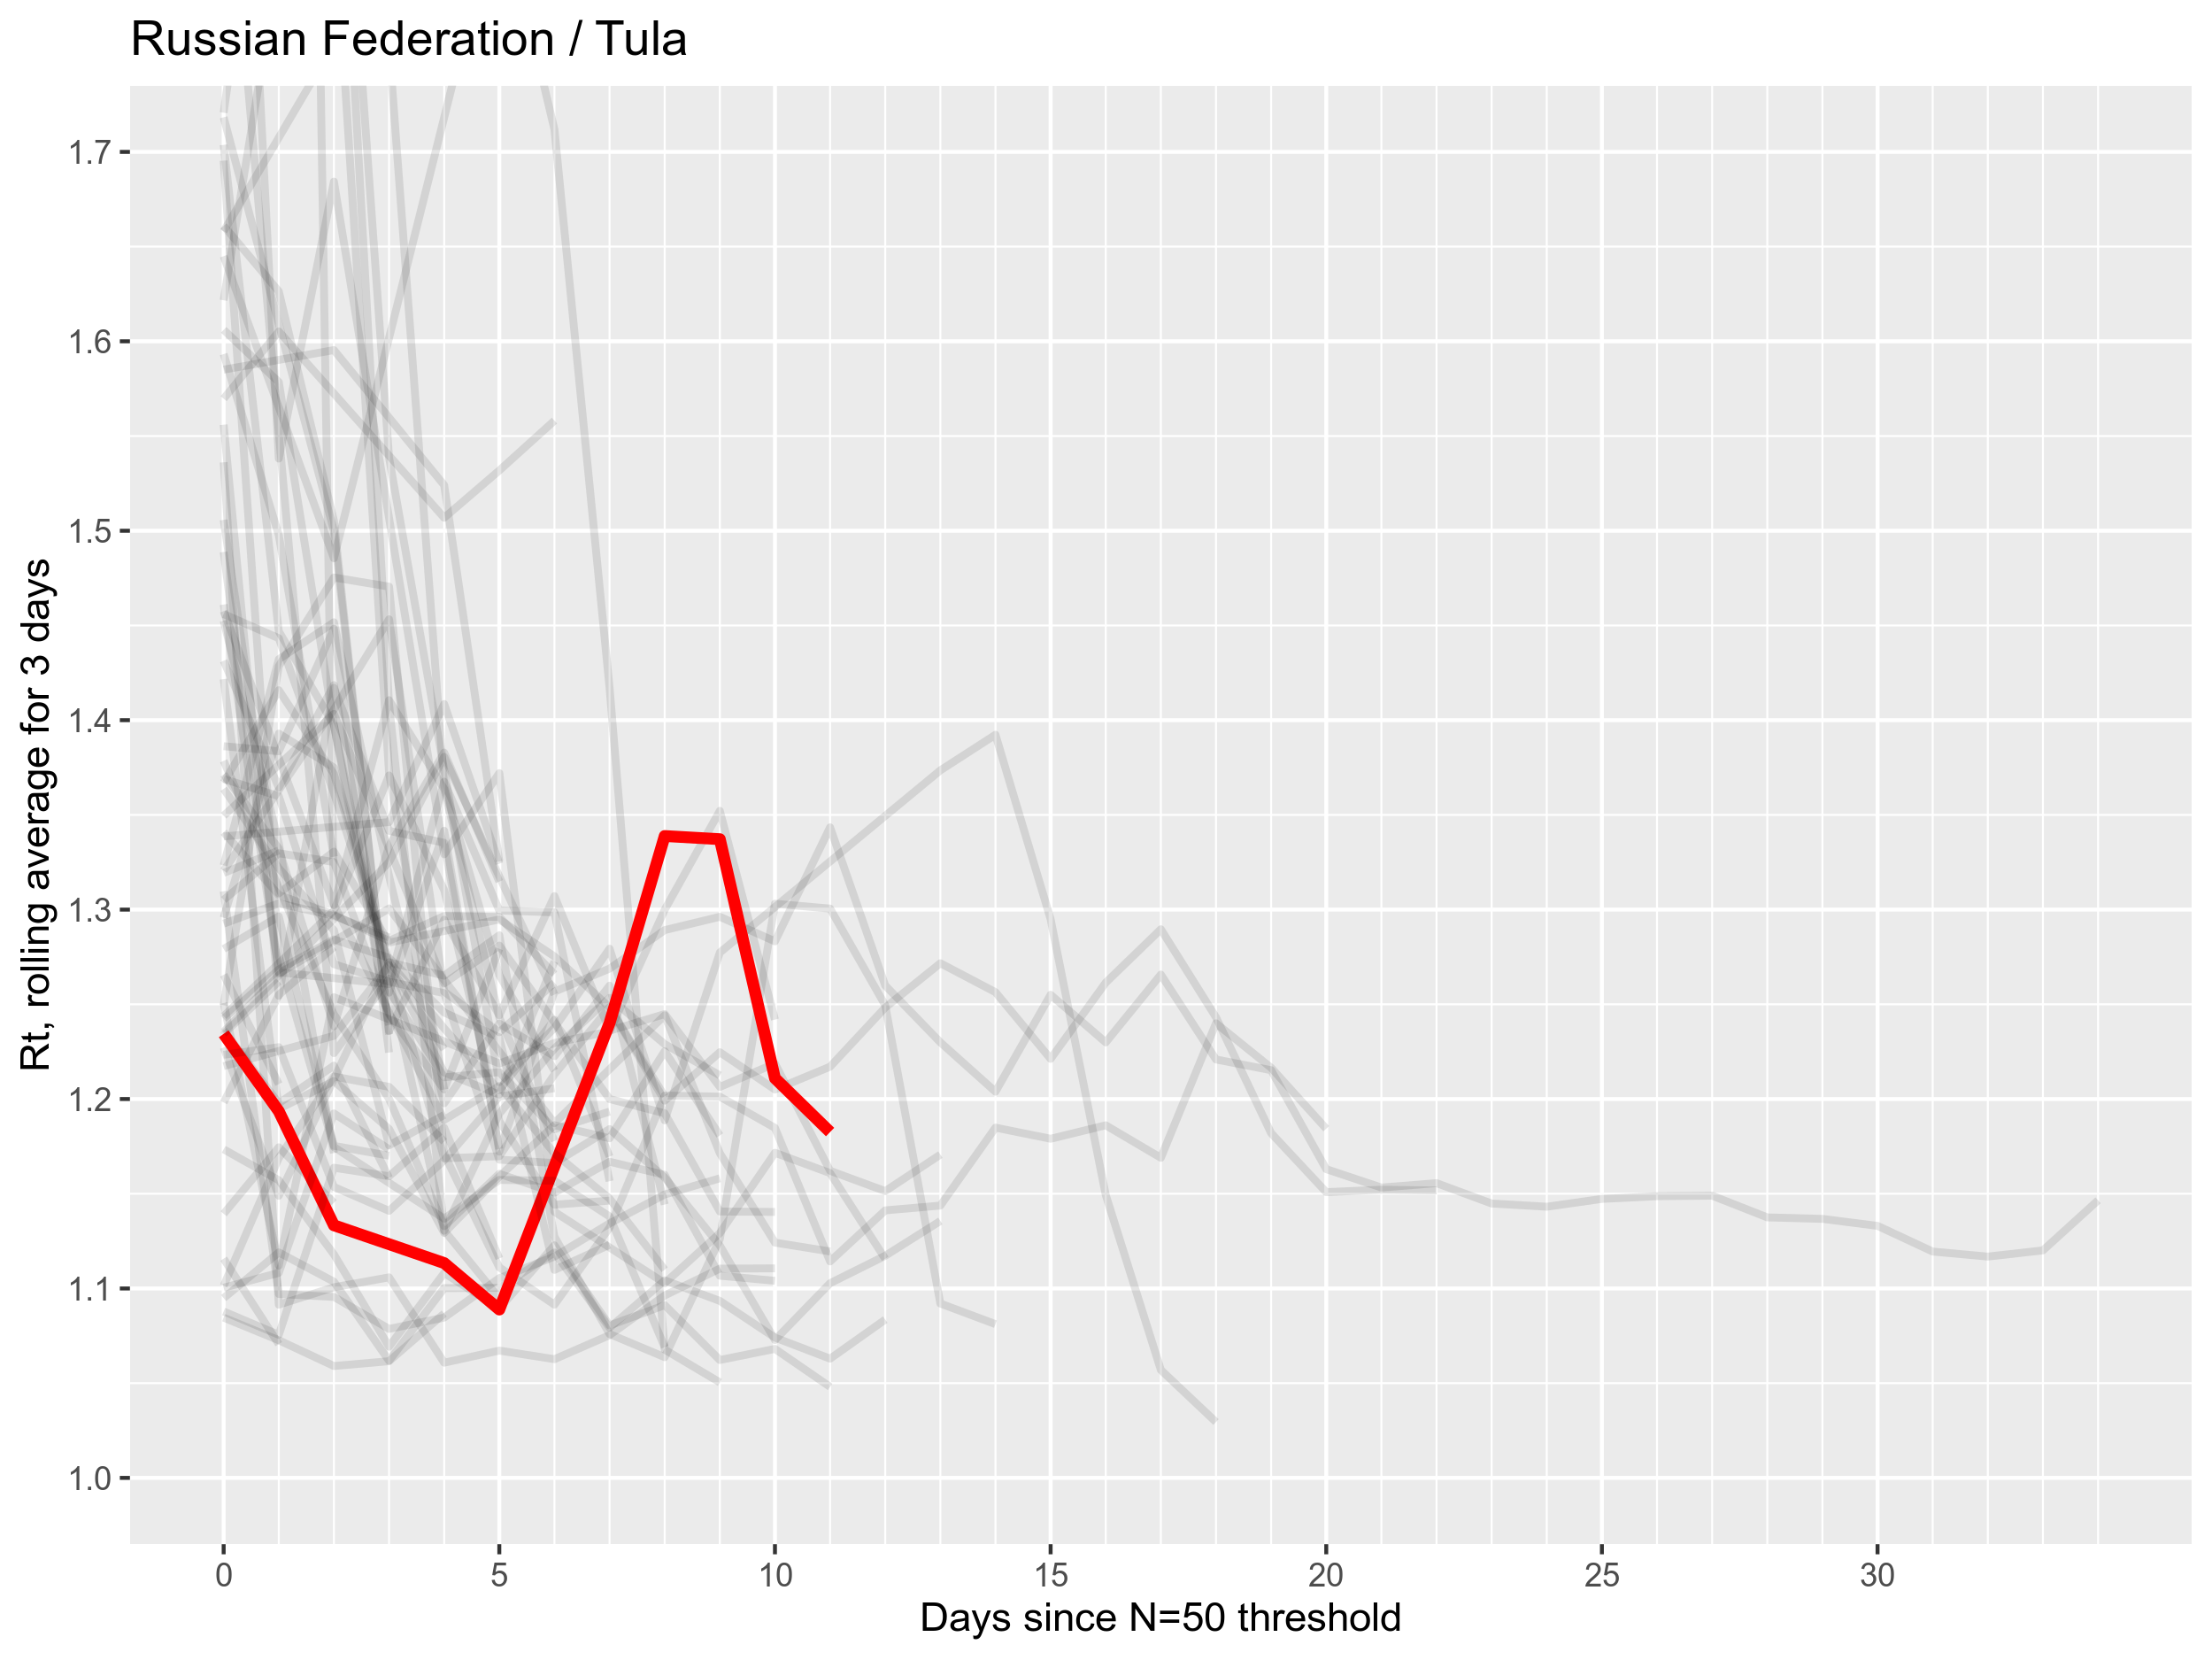 Russian Federation / Tula
1.7
1.6
1.5
1.4
1.3
1.2
1.1
1.0
Rt, rolling average for 3 days
0 5 10 15 20 25 30
Days since N=50 threshold